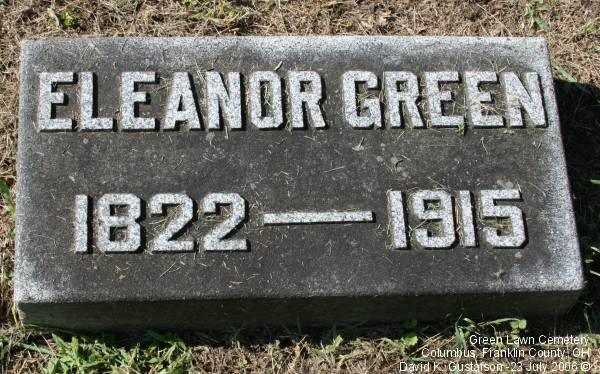 ELEANOR GREEN
1822 — 1915
Green Lawn Cemetery
Columbus, Franklin County, OH
David K. Gustafson -23 July 2006 ©